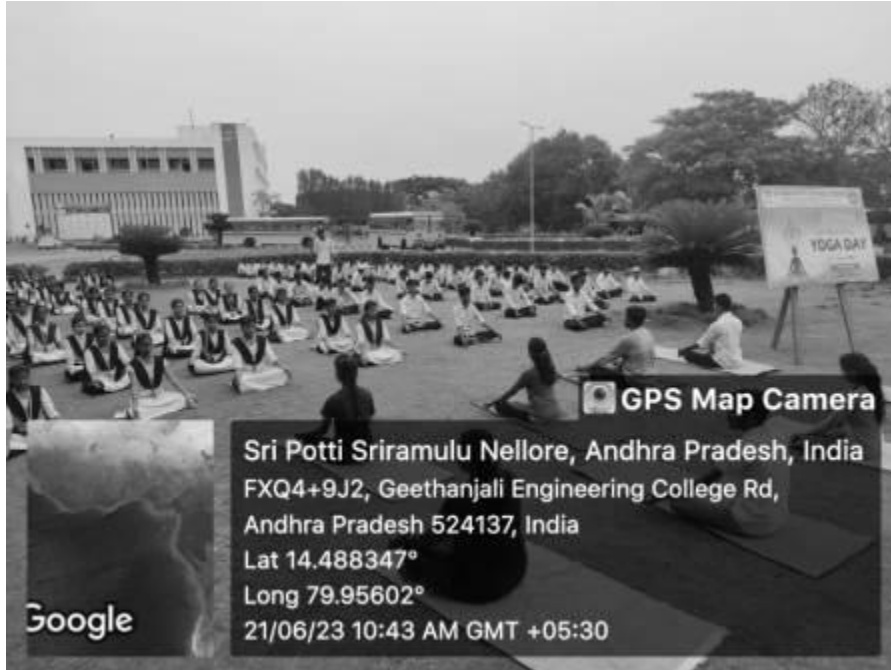 YOGA DAY
GPS Map Camera
Sri Potti Sriramulu Nellore, Andhra Pradesh, India
FXQ4+9J2, Geethanjali Engineering College Rd,
Andhra Pradesh 524137, India
Lat 14.488347°
Long 79.95602°
21/06/23 10:43 AM GMT +05:30
Google